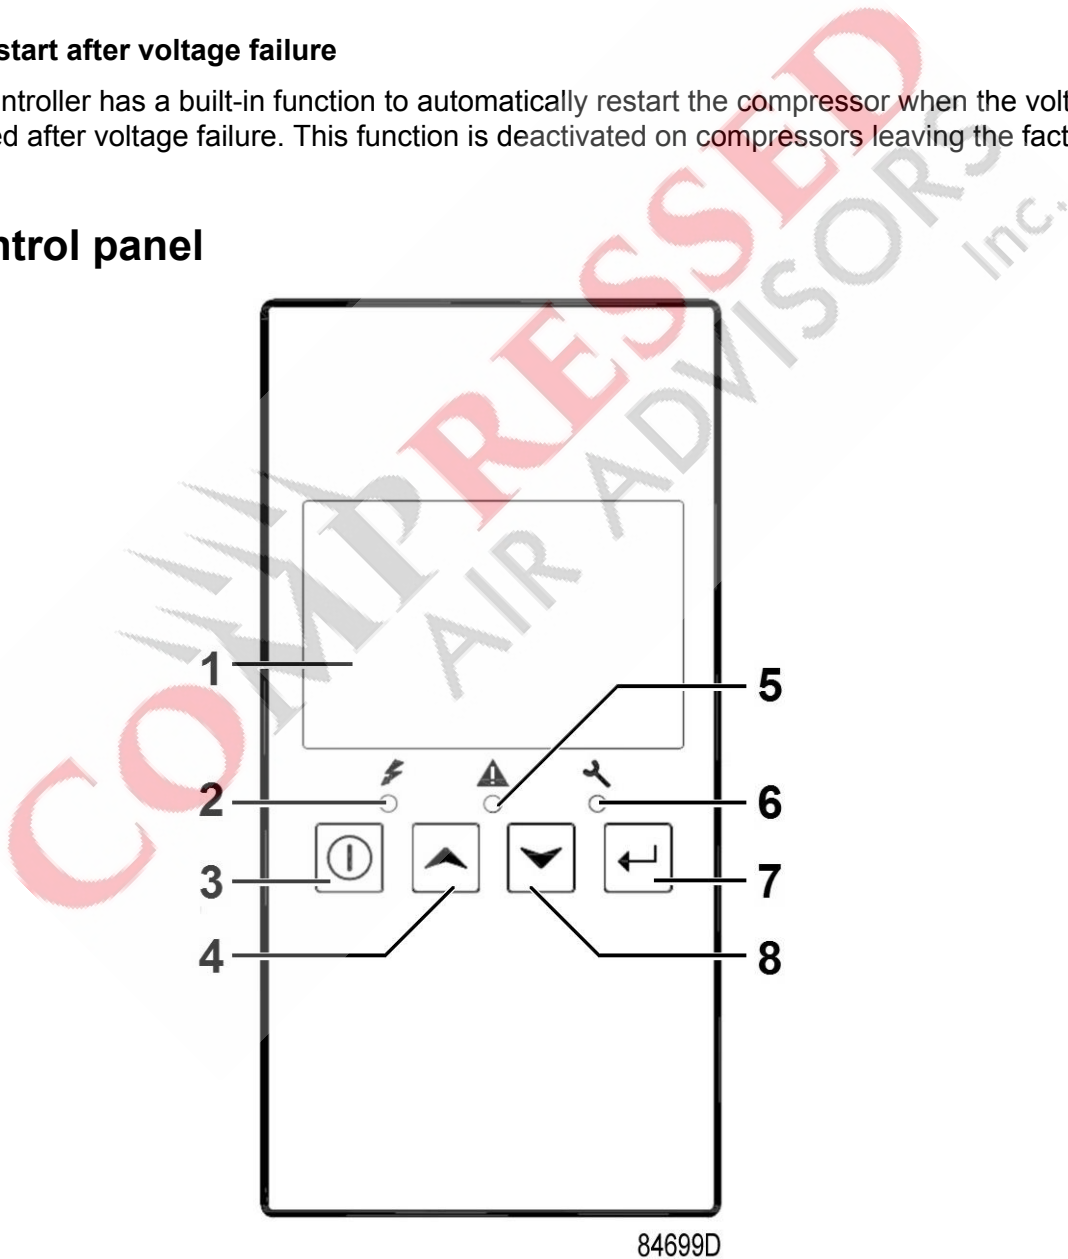 start after voltage failure
ntroller has a built-in function to automatically restart the compressor when the volt
ed after voltage failure. This function is deactivated on compressors leaving the fact
ntrol panel
COMPRESSED
AIR ADVISORS
Inc.
1
5
2
6
3
7
4
8
84699D